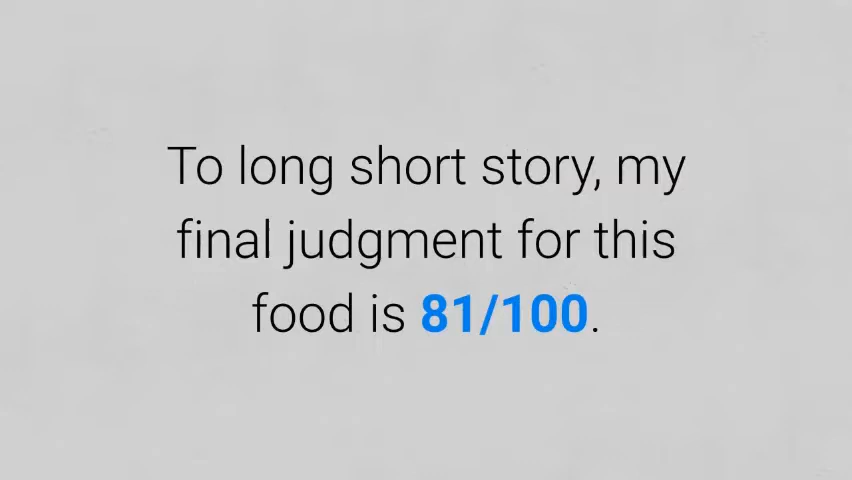 To long short story, my
final judgment for this
food is 81/100.